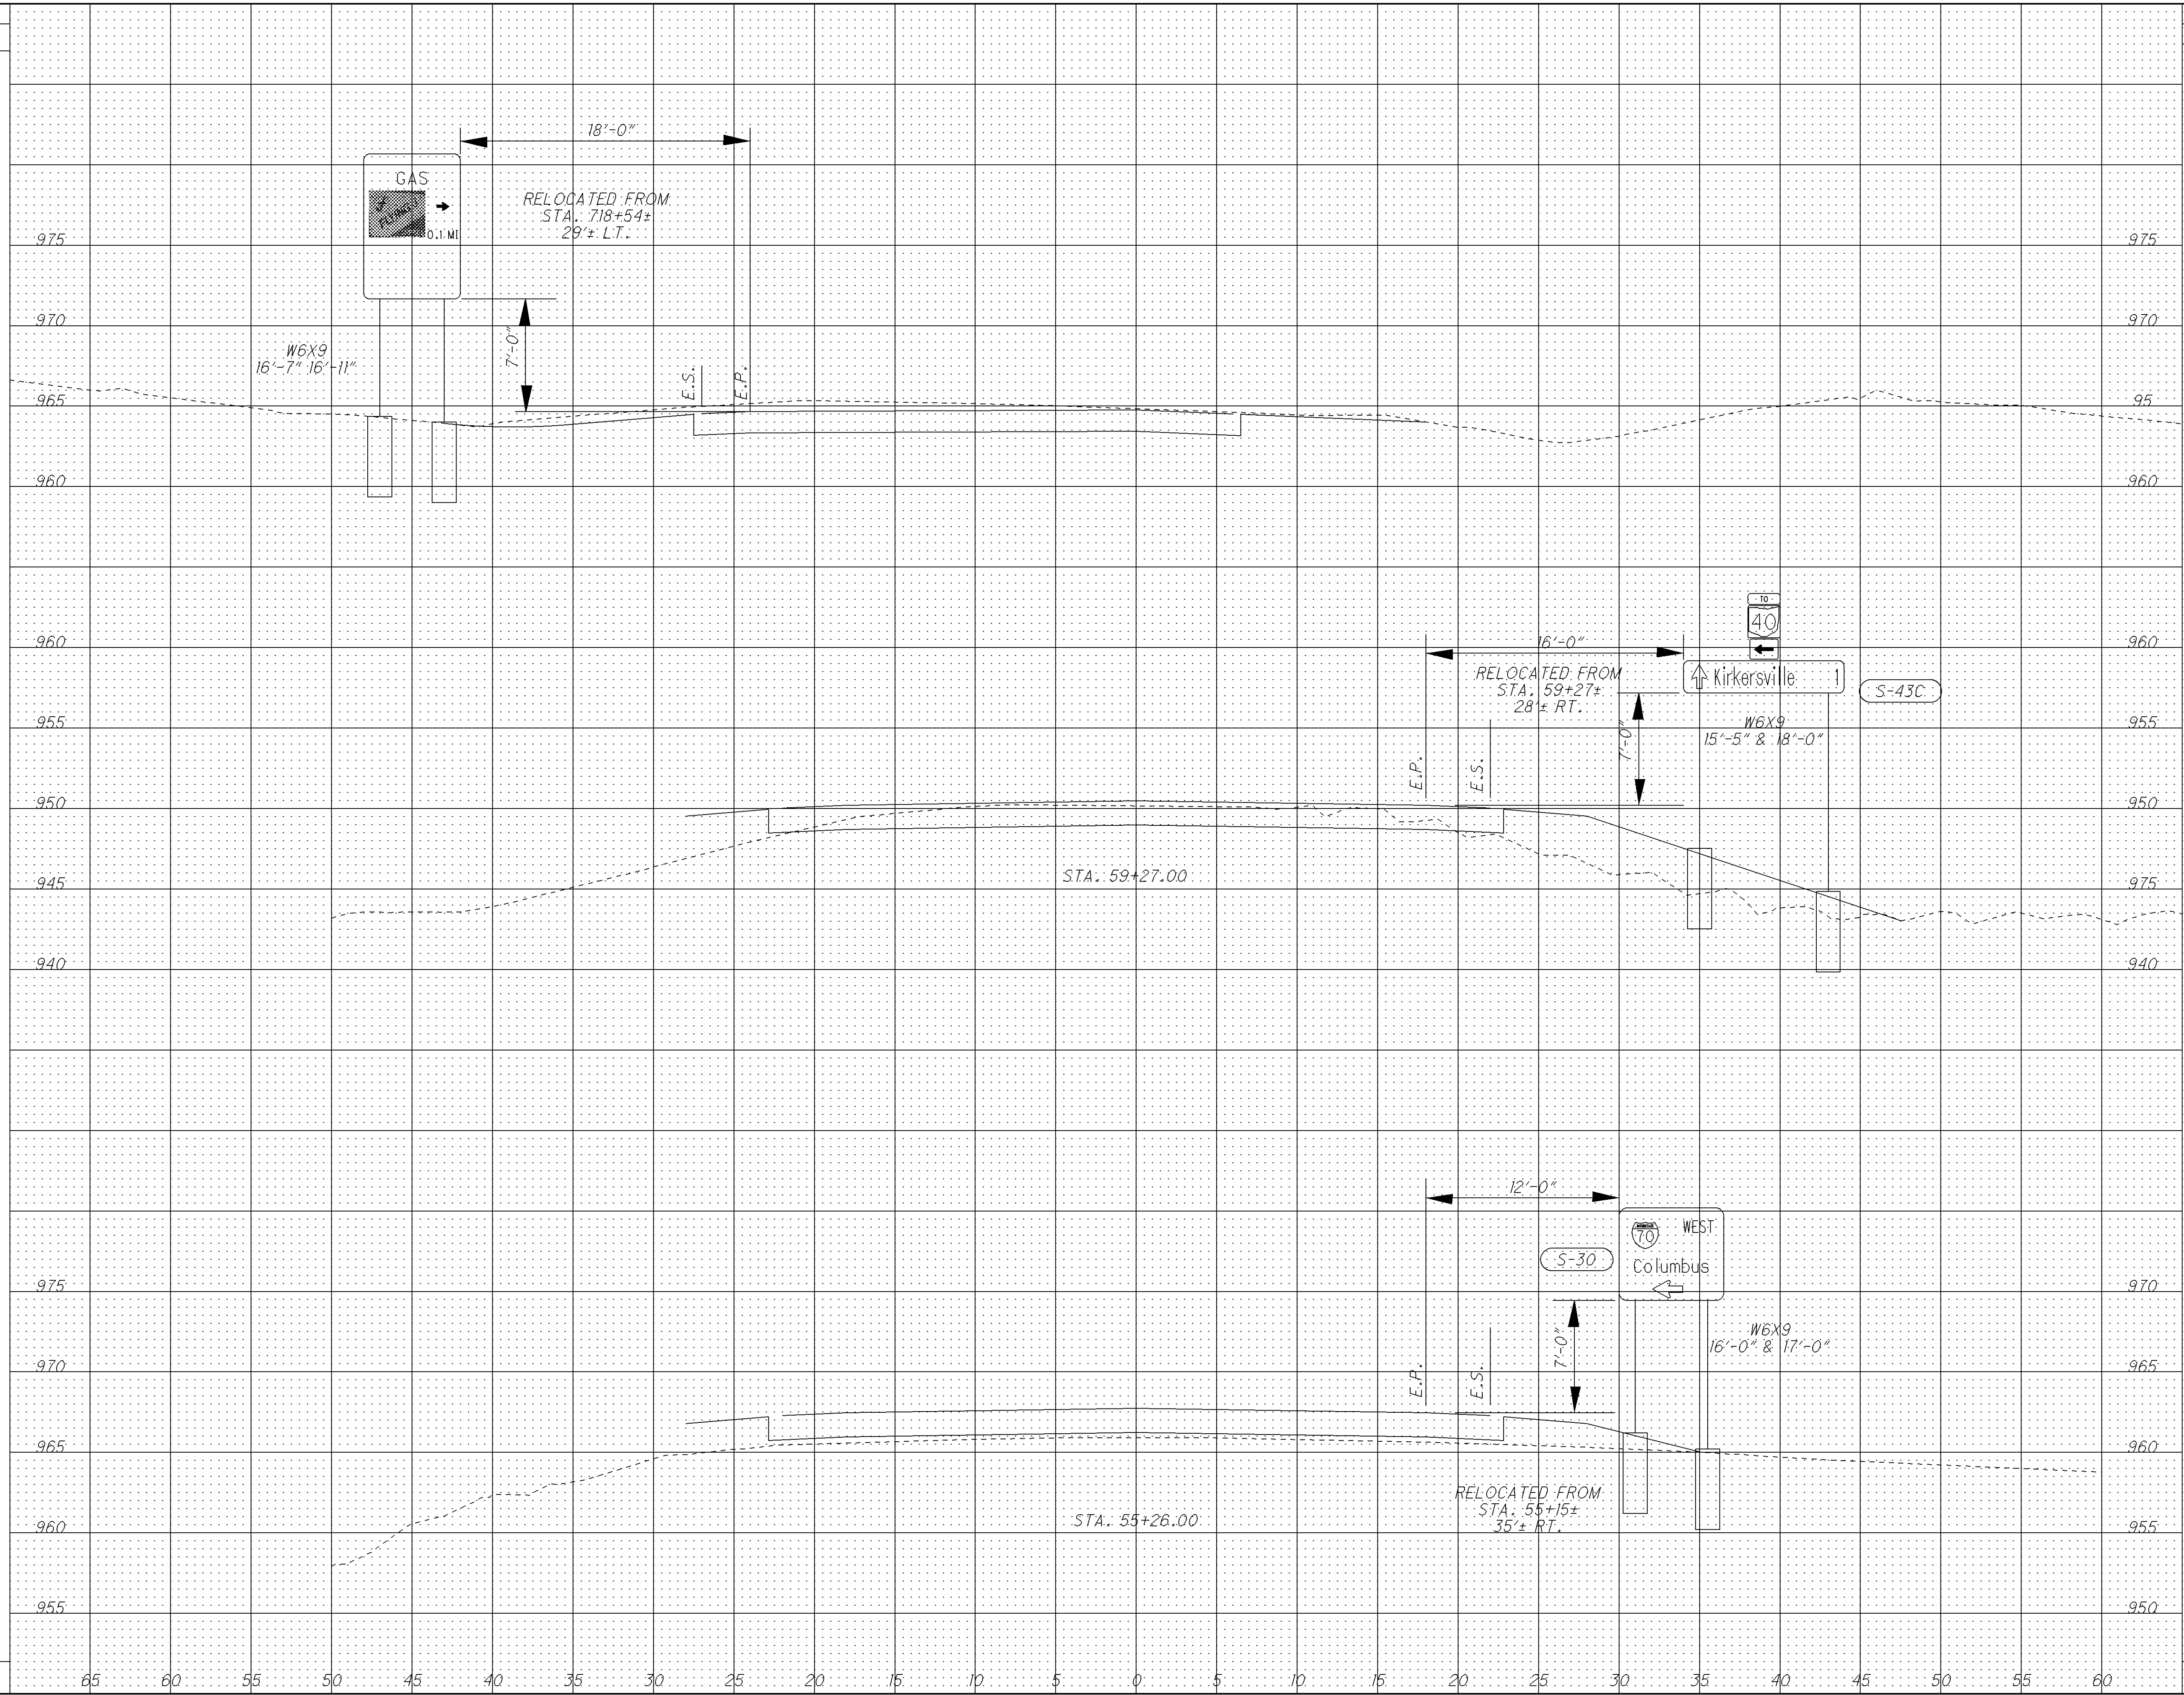 18'-0"
GAS
0.1 MI
RELOCATED FROM
STA. 718+54±
29'± LT.
975
975
970
970
7'-0"
W6X9
16'-7" 16'-11"
E.S.
E.P.
965
95
960
960
TO
40
960
16'-0"
960
RELOCATED FROM
STA. 59+27±
28'± RT.
Kirkersville 1
S-43C
955
7'-0"
W6X9
15'-5" & 18'-0"
955
E.P.
E.S.
950
950
STA. 59+27.00
945
975
940
940
12'-0"
70
WEST
S-30
Columbus
975
970
7'-0"
W6X9
16'-0" & 17'-0"
970
E.P.
E.S.
965
965
960
RELOCATED FROM
STA. 55+15±
35'± RT.
STA. 55+26.00
960
955
955
950
65 60 55 50 45 40 35 30 25 20 15 10 5 0 5 10 15 20 25 30 35 40 45 50 55 60